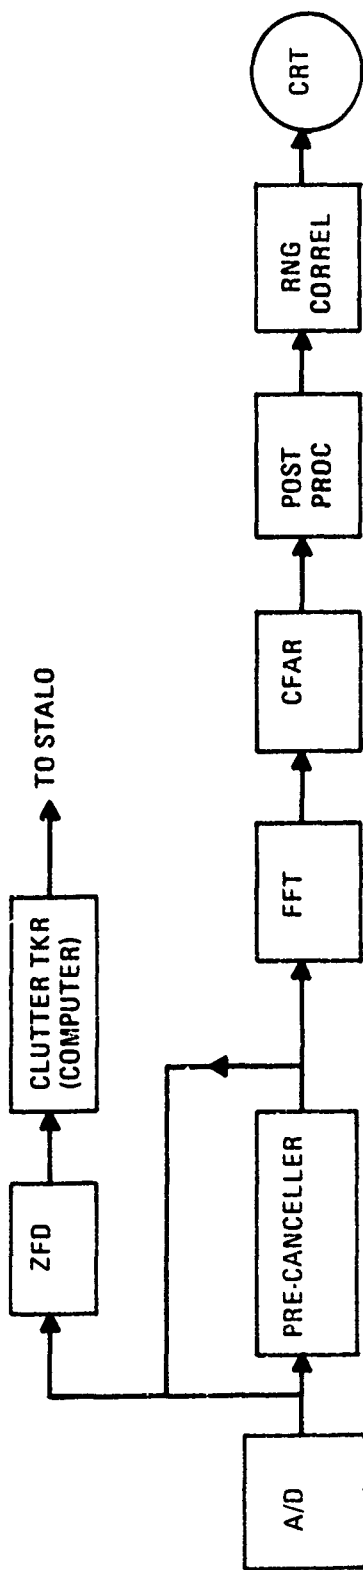 ZFD
CLUTTER TKR
(COMPUTER)
TO STALO
A/D
PRE-CANCELLER
FFT
CFAR
POST
PROC
RNG
CORREL
CRT